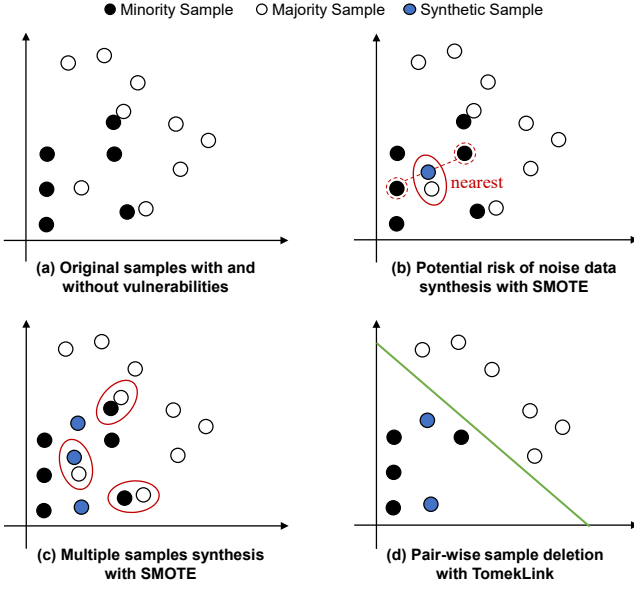 Minority Sample Majority Sample Synthetic Sample
nearest
(a) Original samples with and
without vulnerabilities
(b) Potential risk of noise data
synthesis with SMOTE
(c) Multiple samples synthesis
with SMOTE
(d) Pair-wise sample deletion
with TomekLink